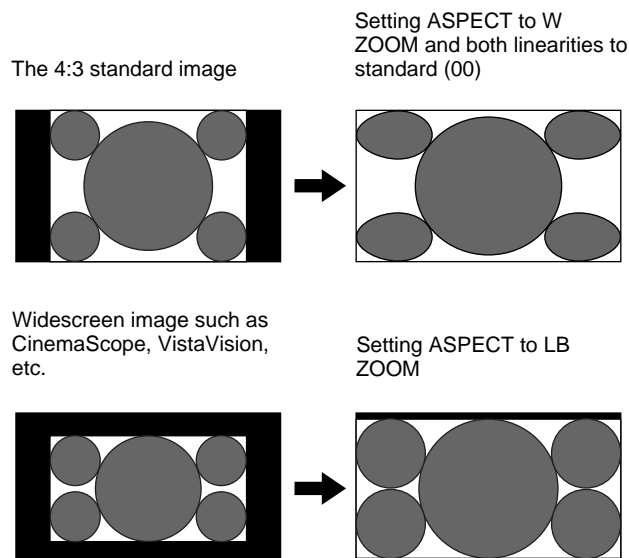 The 4:3 standard image
Setting ASPECT to W
ZOOM and both linearities to
standard (00)
Widescreen image such as
CinemaScope, VistaVision,
etc.
Setting ASPECT to LB
ZOOM